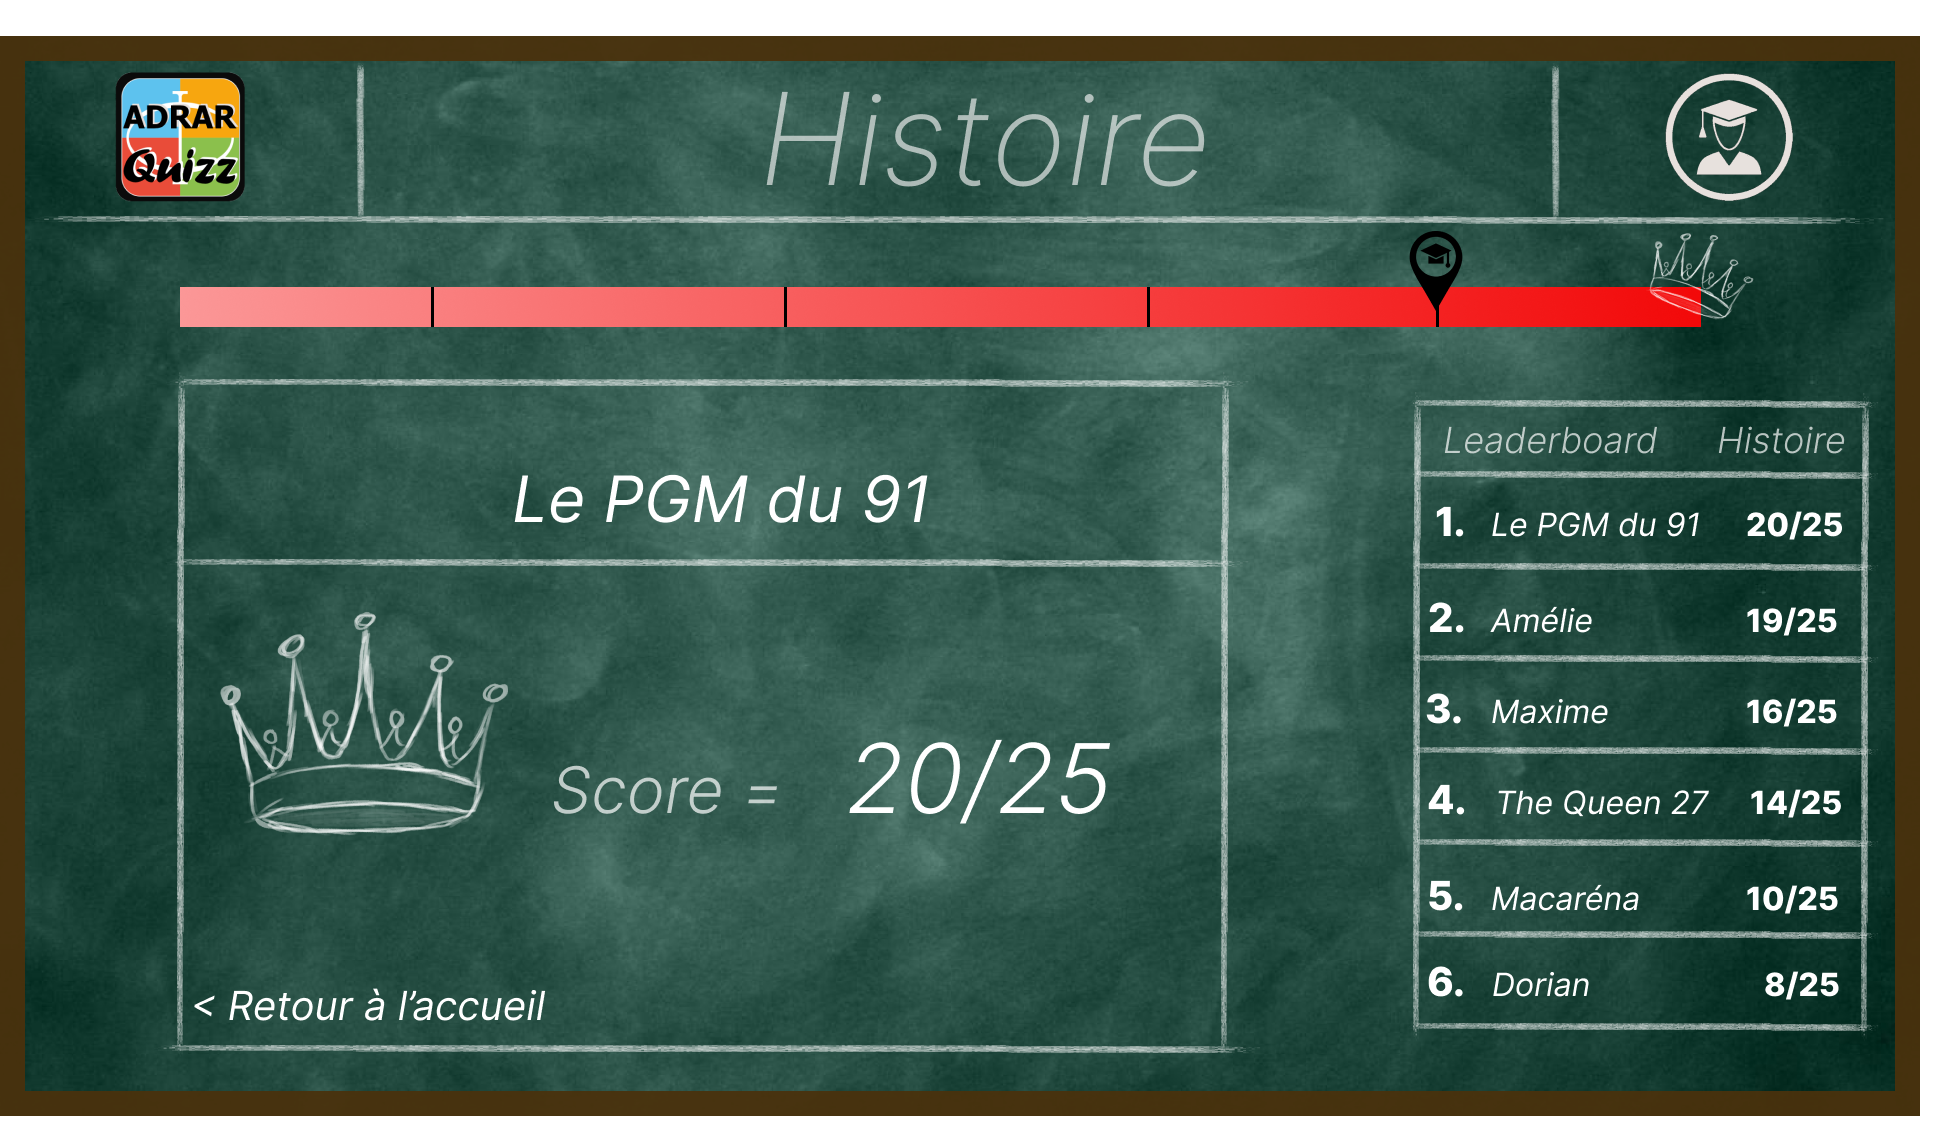 ADRAR
Quizz
Histoire
Le PGM du 91
Score = 20/25
< Retour à l’accueil
Leaderboard Histoire
1. Le PGM du 91 20/25
2. Amélie 19/25
3. Maxime 16/25
4. The Queen 27 14/25
5. Macaréna 10/25
6. Dorian 8/25